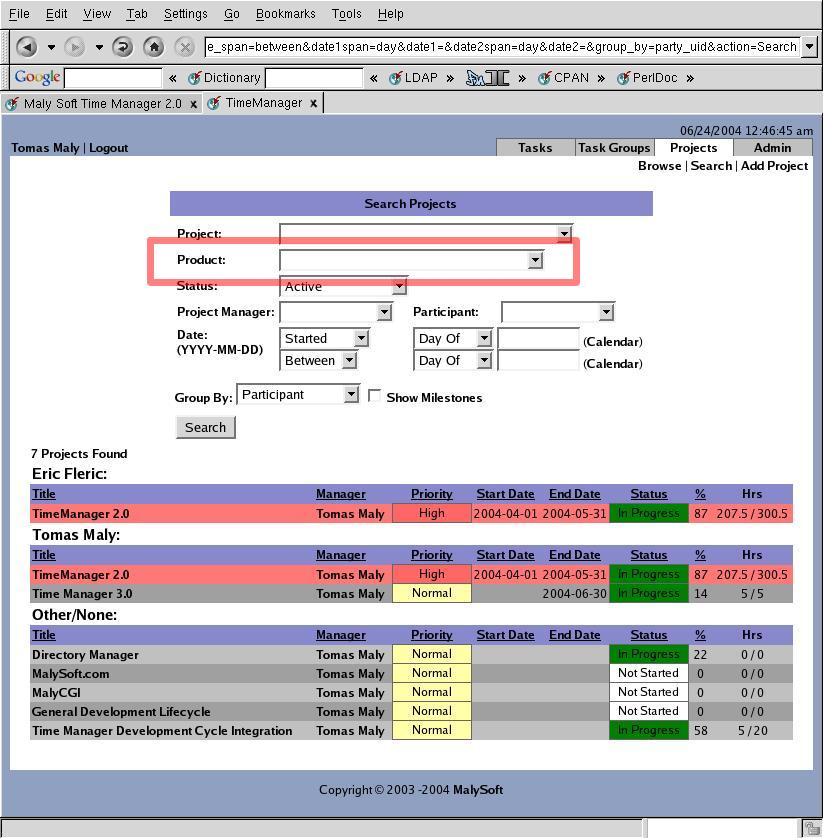 File Edit View Tab Settings Go Bookmarks Tools Help
e_span=between&date1span=day&date1=&date2span=day&date2=&group_by=party_uid&action=Search
Google « Dictionary « LDAP » » CPAN » PerlDoc »
Maly Soft Time Manager 2.0 x TimeManager x
06/24/2004 12:46:45 am
Tomas Maly | Logout Tasks Task Groups Projects Admin
Browse | Search | Add Project
Search Projects
Project:
Product:
Status: Active
Project Manager: Participant:
Date: Started Day Of (Calendar)
(YYYY-MM-DD) Between Day Of (Calendar)
Group By: Participant Show Milestones
Search
7 Projects Found
Eric Fleric:
Title Manager Priority Start Date End Date Status % Hrs
TimeManager 2.0 Tomas Maly High 2004-04-01 2004-05-31 In Progress 87 207.5 / 300.5
Tomas Maly:
Title Manager Priority Start Date End Date Status % Hrs
TimeManager 2.0 Tomas Maly High 2004-04-01 2004-05-31 In Progress 87 207.5 / 300.5
Time Manager 3.0 Tomas Maly Normal 2004-06-30 In Progress 14 5 / 5
Other/None:
Title Manager Priority Start Date End Date Status % Hrs
Directory Manager Tomas Maly Normal In Progress 22 0 / 0
MalySoft.com Tomas Maly Normal Not Started 0 0 / 0
MalyCGI Tomas Maly Normal Not Started 0 0 / 0
General Development Lifecycle Tomas Maly Normal Not Started 0 0 / 0
Time Manager Development Cycle Integration Tomas Maly Normal In Progress 58 5 / 20
Copyright © 2003 -2004 MalySoft